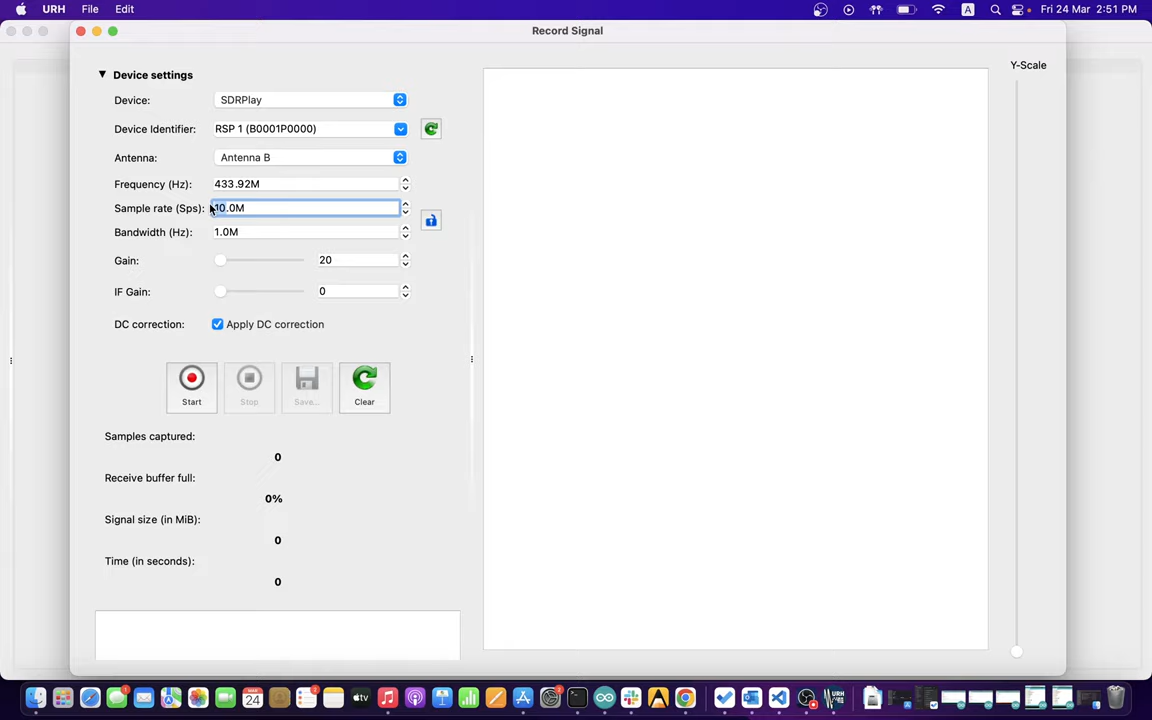 URH File Edit A Fri 24 Mar 2:51 PM
Record Signal
Device settings
Device: SDRPlay
Device Identifier: RSP 1 (B0001P0000)
Antenna: Antenna B
Frequency (Hz): 433.92M
Sample rate (Sps): 10.0M
Bandwidth (Hz): 1.0M
Gain: 20
IF Gain: 0
DC correction: Apply DC correction
Start Stop Save... Clear
Samples captured:
0
Receive buffer full:
0%
Signal size (in MiB):
0
Time (in seconds):
0
Y-Scale
24
tv
URH